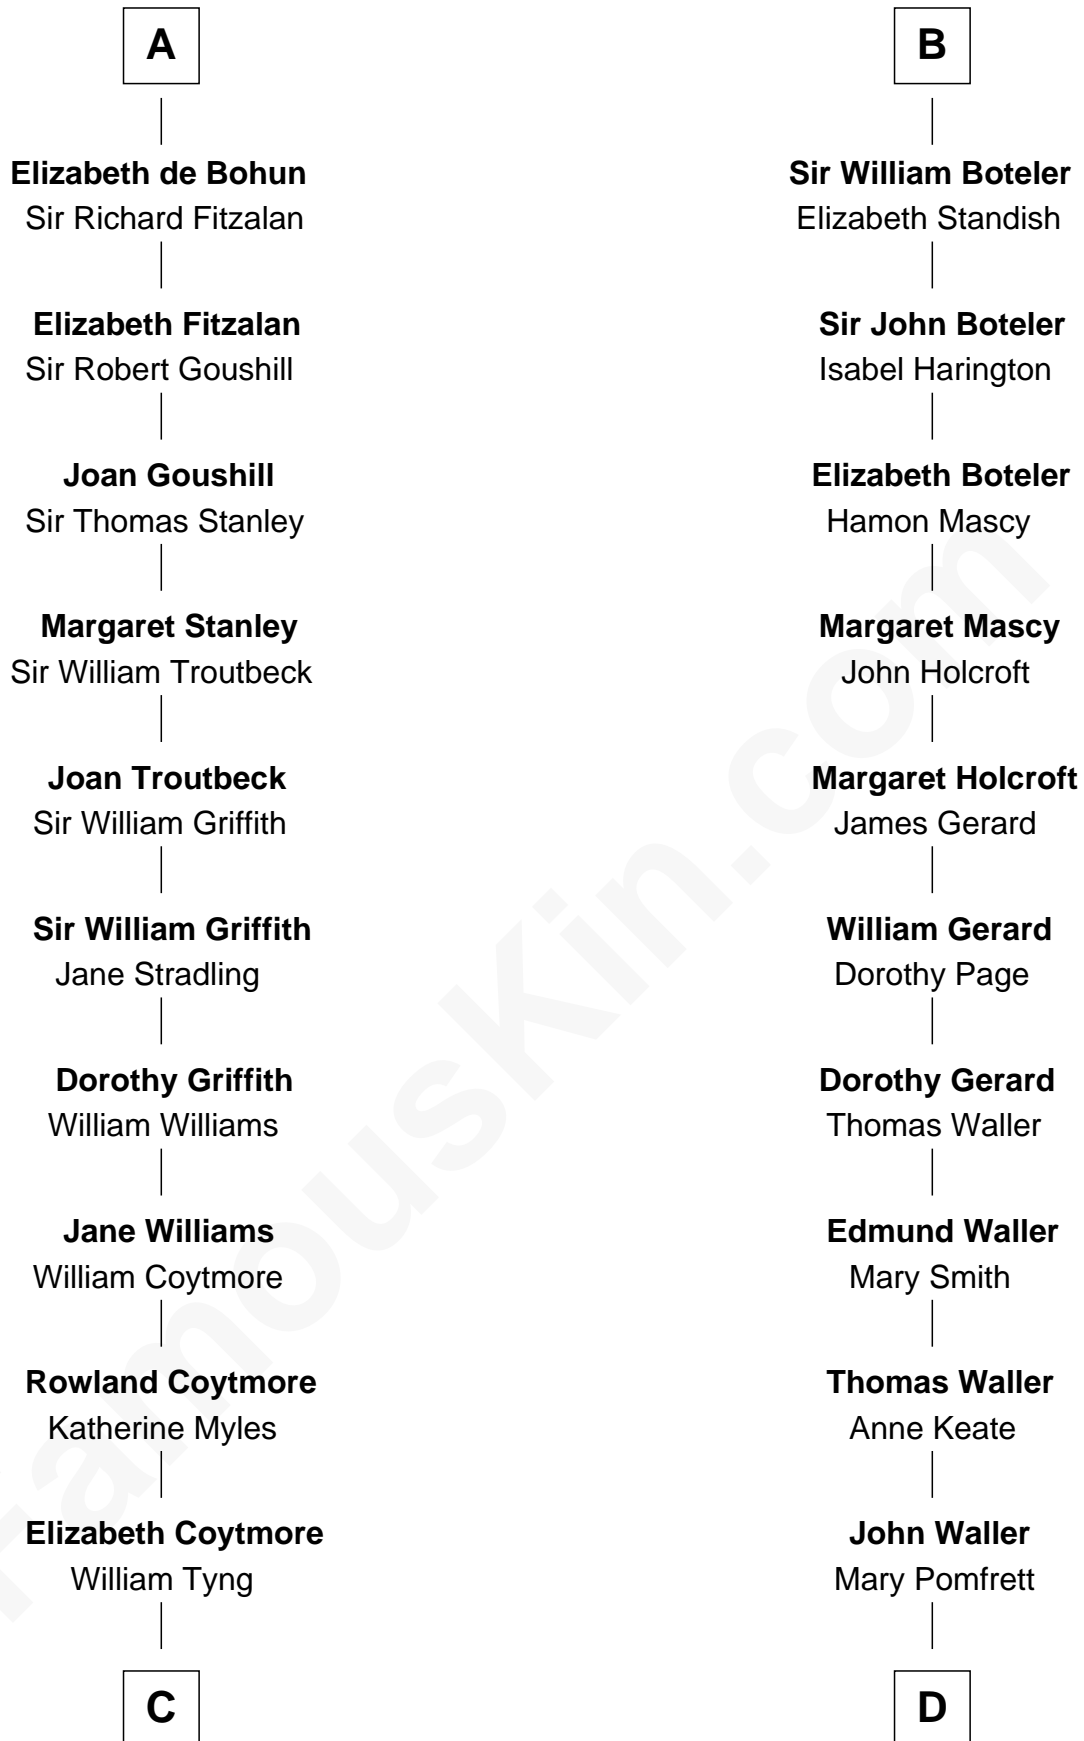 A
Elizabeth de Bohun
Sir Richard Fitzalan
Elizabeth Fitzalan
Sir Robert Goushill
Joan Goushill
Sir Thomas Stanley
Margaret Stanley
Sir William Troutbeck
Joan Troutbeck
Sir William Griffith
Sir William Griffith
Jane Stradling
Dorothy Griffith
William Williams
Jane Williams
William Coytmore
Rowland Coytmore
Katherine Myles
Elizabeth Coytmore
William Tyng
C
B
Sir William Boteler
Elizabeth Standish
Sir John Boteler
Isabel Harington
Elizabeth Boteler
Hamon Mascy
Margaret Mascy
John Holcroft
Margaret Holcroft
James Gerard
William Gerard
Dorothy Page
Dorothy Gerard
Thomas Waller
Edmund Waller
Mary Smith
Thomas Waller
Anne Keate
John Waller
Mary Pomfrett
D
FamousKin.com